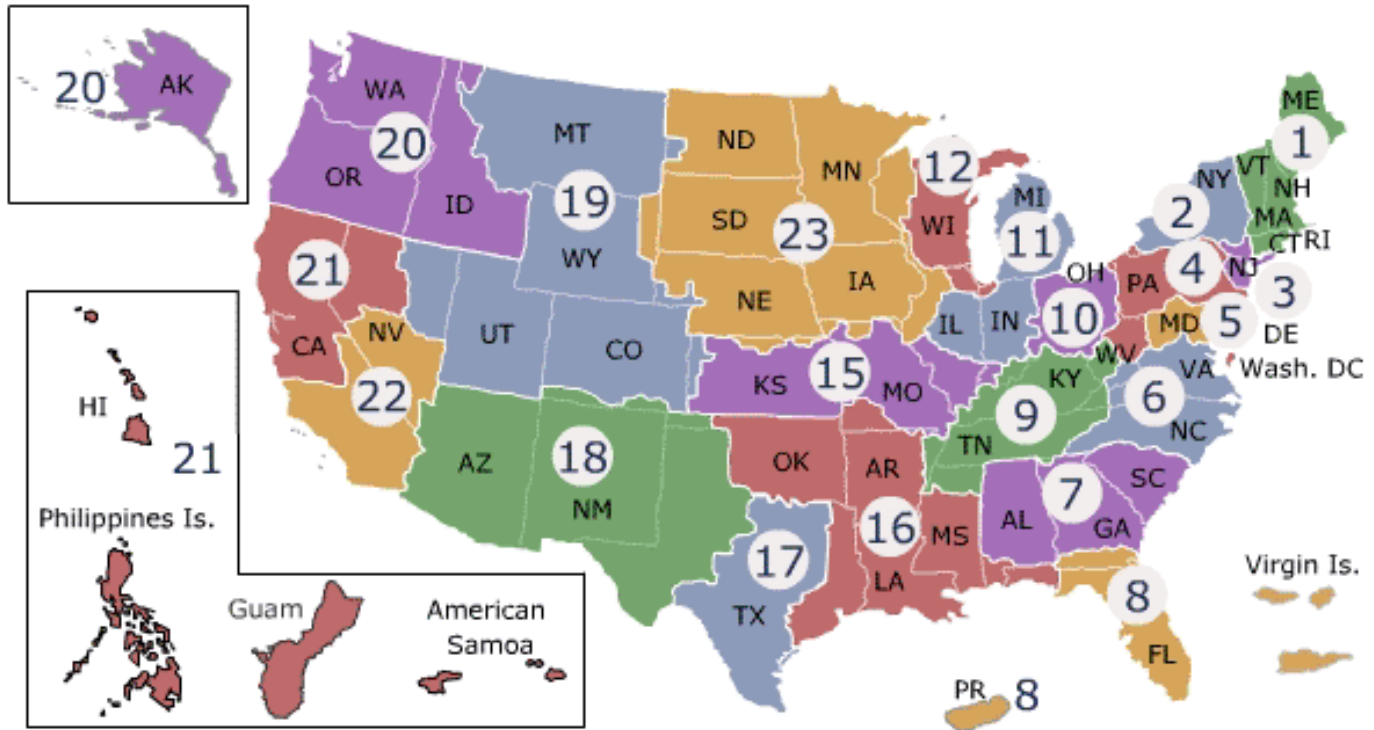 20
AK
WA
20
OR
ID
MT
19
WY
ND
MN
SD
23
NE
IA
12
WI
MI
11
ME
1
VT
NH
NY
2
MA
CT
RI
4
NJ
PA
3
OH
10
MD
5
DE
WV
Wash. DC
VA
6
NC
21
CA
NV
22
UT
CO
IL
IN
KS
15
MO
KY
9
TN
AZ
18
NM
OK
AR
16
MS
LA
SC
7
AL
GA
17
TX
8
FL
Virgin Is.
PR
8
HI
21
Philippines Is.
Guam
American
Samoa